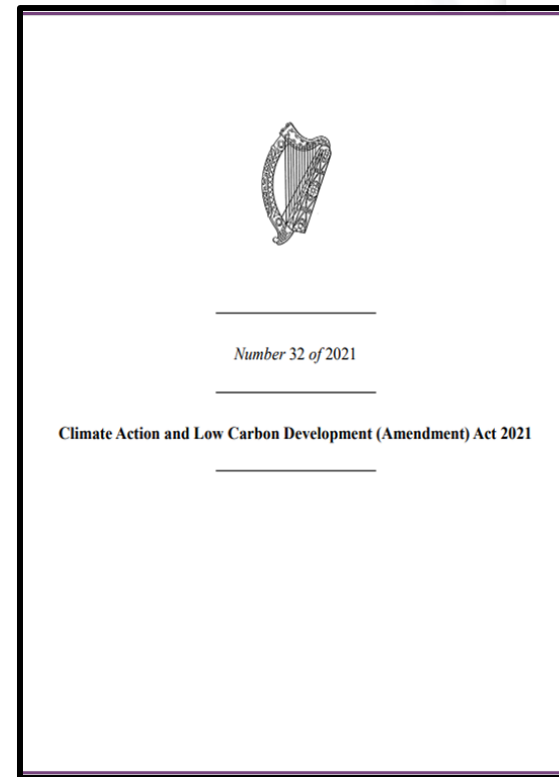 Number 32 of 2021
Climate Action and Low Carbon Development (Amendment) Act 2021